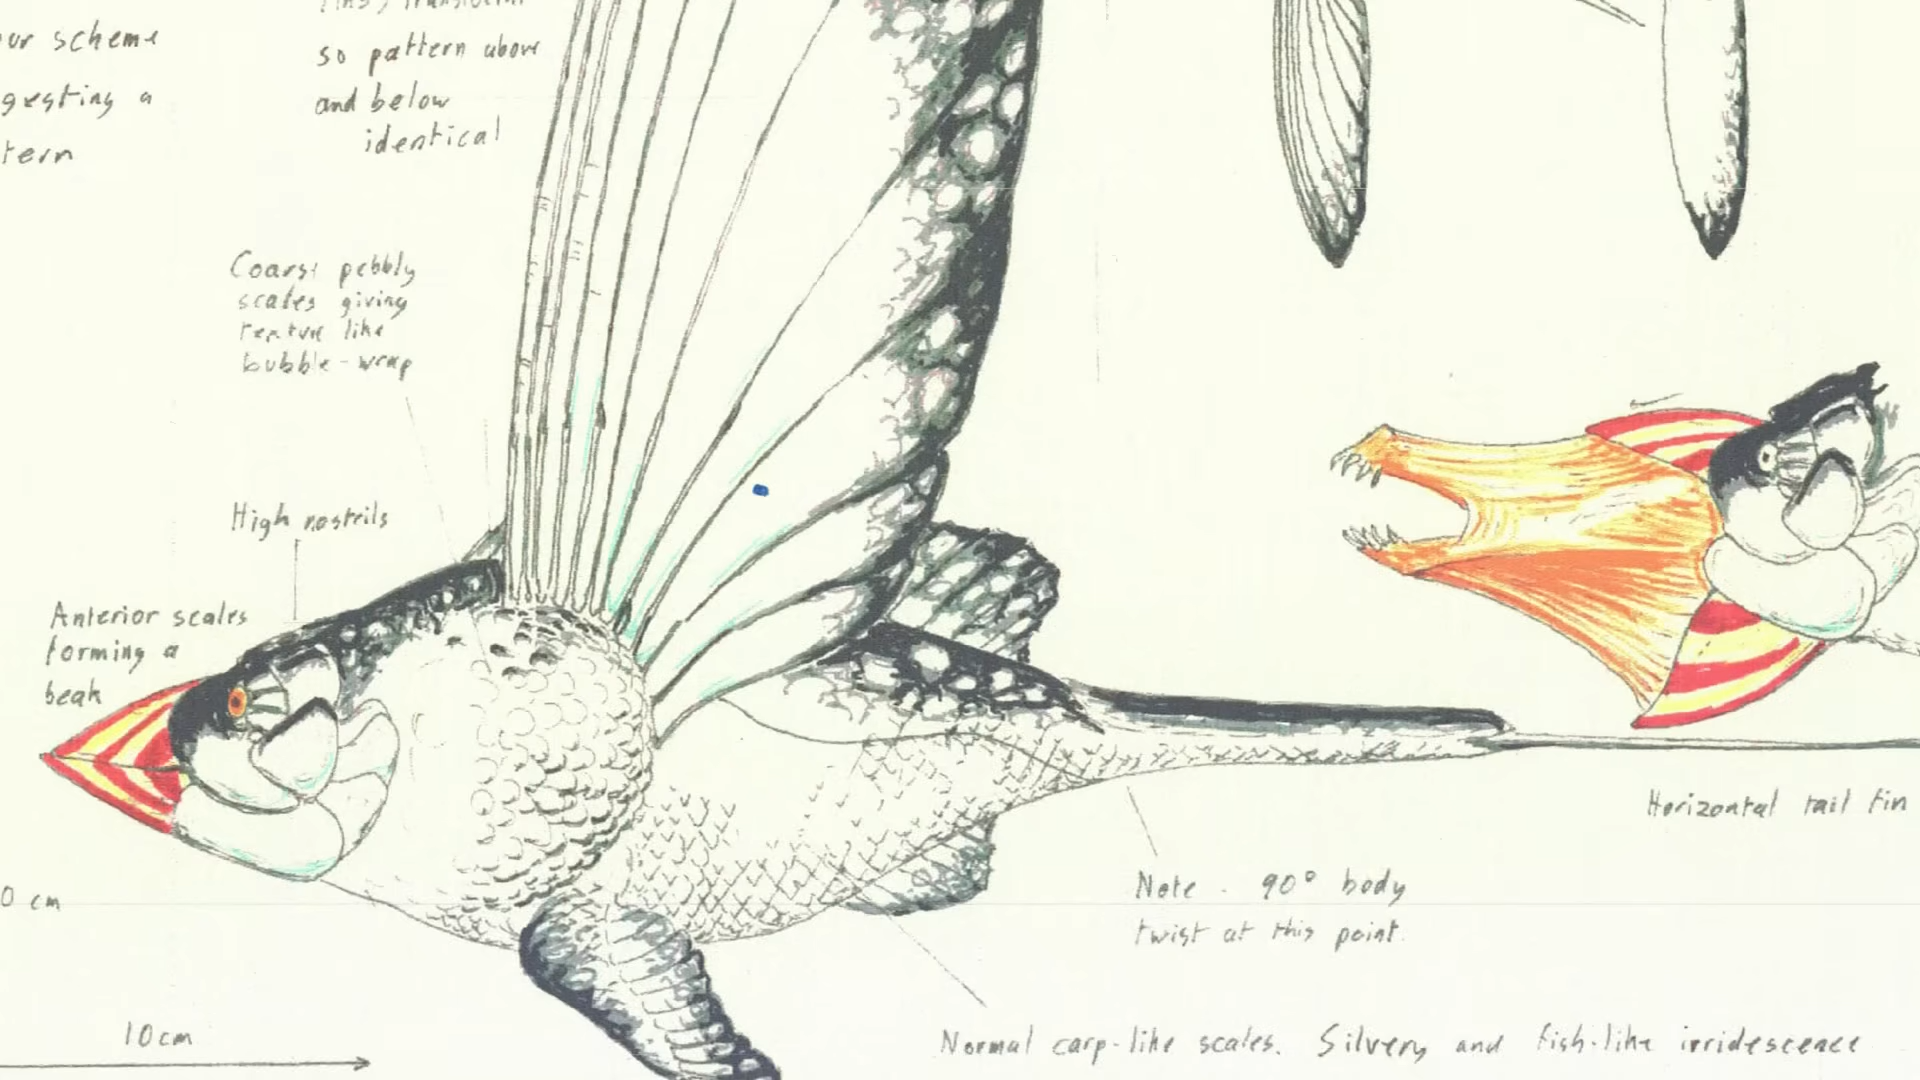 our scheme
gesting a
tern
so pattern above
and below
identical
Coarse pebbly
scales giving
texture like
bubble-wrap
High nostrils
Anterior scales
forming a
beak
0 cm
10cm
Horizontal tail fin
Note - 90° body
twist at this point.
Normal carp-like scales. Silvery and fish-like irridescence